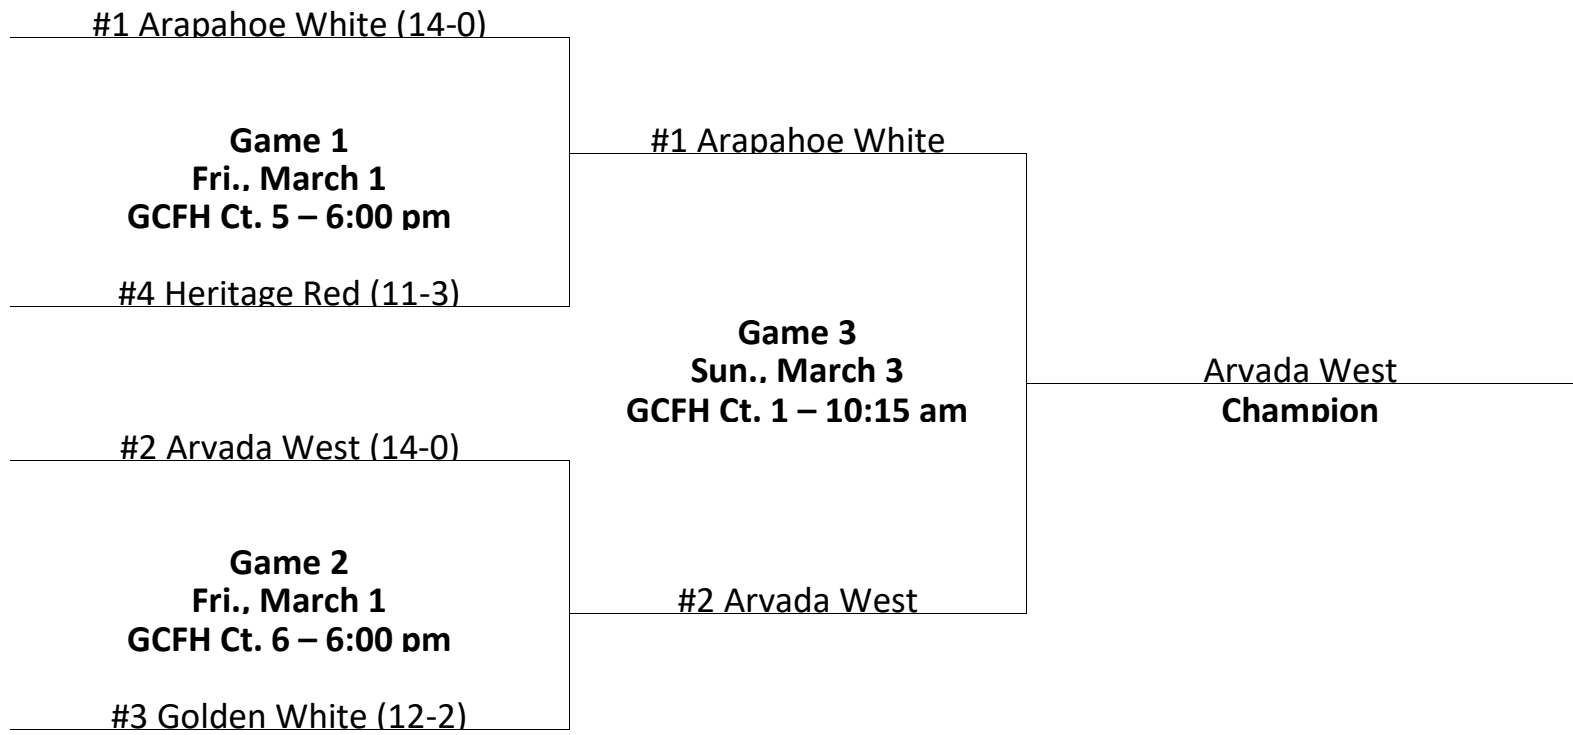 #1 Arapahoe White (14-0)
Game 1
Fri., March 1
GCFH Ct. 5 – 6:00 pm
#4 Heritage Red (11-3)
#2 Arvada West (14-0)
Game 2
Fri., March 1
GCFH Ct. 6 – 6:00 pm
#3 Golden White (12-2)
#1 Arapahoe White
Game 3
Sun., March 3
GCFH Ct. 1 – 10:15 am
#2 Arvada West
Arvada West
Champion